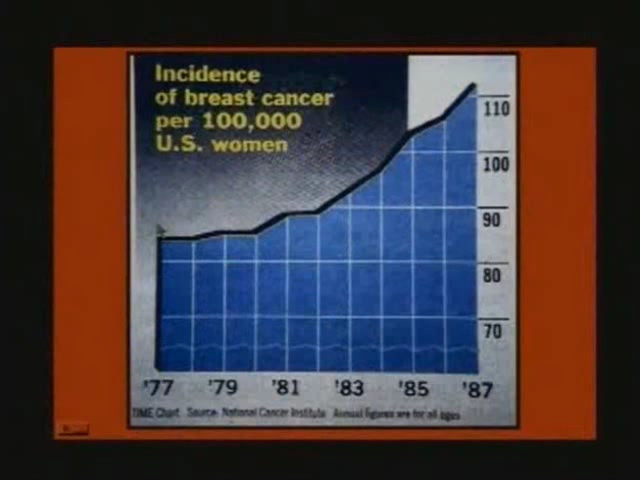 Incidence
of breast cancer
per 100,000
U.S. women
110
100
90
80
70
'77 '79 '81 '83 '85 '87
TIME Chart Source: National Cancer Institute Annual figures are for all ages